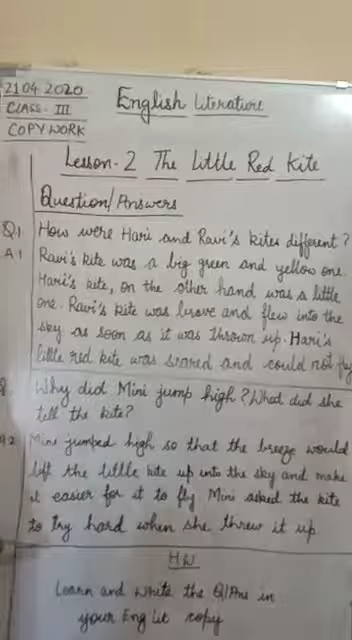 21 04 2020
CLASS- III
COPY WORK
English Literature
Lesson-2 The Little Red Kite
Question/Answers
Q1 How were Hari and Ravi's kites different?
A1 Ravi's kite was a big green and yellow one.
Hari's kite, on the other hand was a little
one. Ravi's kite was brave and flew into the
sky as soon as it was thrown up. Hari's
little red kite was scared and could not fly
Why did Mini jump high? What did she
tell the kite?
A2 Mini jumped high so that the breeze would
lift the little kite up into the sky and make
it easier for it to fly Mini asked the kite
to try hard when she threw it up
HW
Learn and write the Q/Ans in
your Eng Lit copy